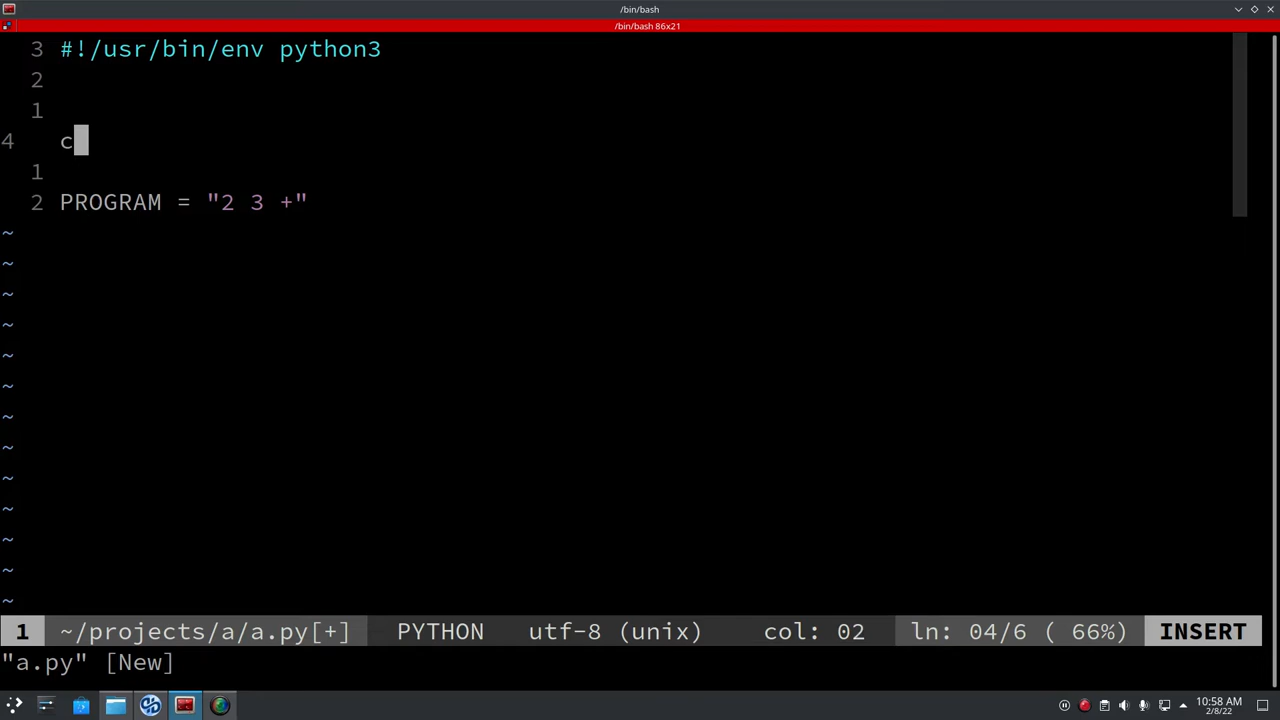 /bin/bash
/bin/bash 86x21
3 #!/usr/bin/env python3
2
1
4 c
1
2 PROGRAM = "2 3 +"
~
~
~
~
~
~
~
~
~
~
~
~
~
1 ~/projects/a/a.py[+] PYTHON utf-8 (unix) col: 02 ln: 04/6 ( 66%) INSERT
"a.py" [New]
10:58 AM
2/8/22